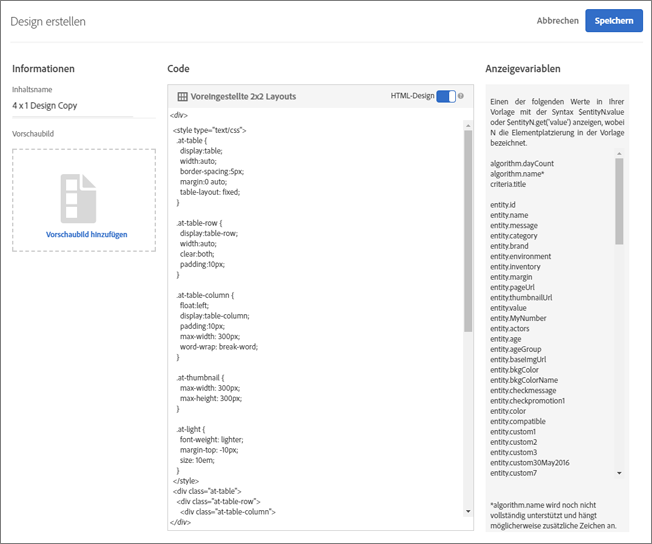 Design erstellen
Abbrechen
Speichern
Informationen
Inhaltsname
4 x 1 Design Copy
Vorschaubild
Vorschaubild hinzufügen
Code
Voreingestellte 2x2 Layouts
HTML-Design
<div>
<style type="text/css">
.at-table {
display:table;
width:auto;
border-spacing:5px;
margin:0 auto;
table-layout: fixed;
}
.at-table-row {
display:table-row;
width:auto;
clear:both;
padding:10px;
}
.at-table-column {
float:left;
display:table-column;
padding:10px;
max-width: 300px;
word-wrap: break-word;
}
.at-thumbnail {
max-width: 300px;
max-height: 300px;
}
.at-light {
font-weight: lighter;
margin-top: -10px;
size: 10em;
}
</style>
<div class="at-table">
<div class="at-table-row">
<div class="at-table-column">
</div>
Anzeigevariablen
Einen der folgenden Werte in Ihrer
Vorlage mit der Syntax $entityN.value
oder $entityN.get('value') anzeigen, wobei
N die Elementplatzierung in der Vorlage
bezeichnet.
algorithm.dayCount
algorithm.name*
criteria.title
entity.id
entity.name
entity.message
entity.category
entity.brand
entity.environment
entity.inventory
entity.margin
entity.pageUrl
entity.thumbnailUrl
entity.value
entity.MyNumber
entity.actors
entity.age
entity.ageGroup
entity.baseImgUrl
entity.bkgColor
entity.bkgColorName
entity.checkmessage
entity.checkpromotion1
entity.color
entity.compatible
entity.custom1
entity.custom2
entity.custom3
entity.custom30May2016
entity.custom7
*algorithm.name wird noch nicht
vollständig unterstützt und hängt
möglicherweise zusätzliche Zeichen an.